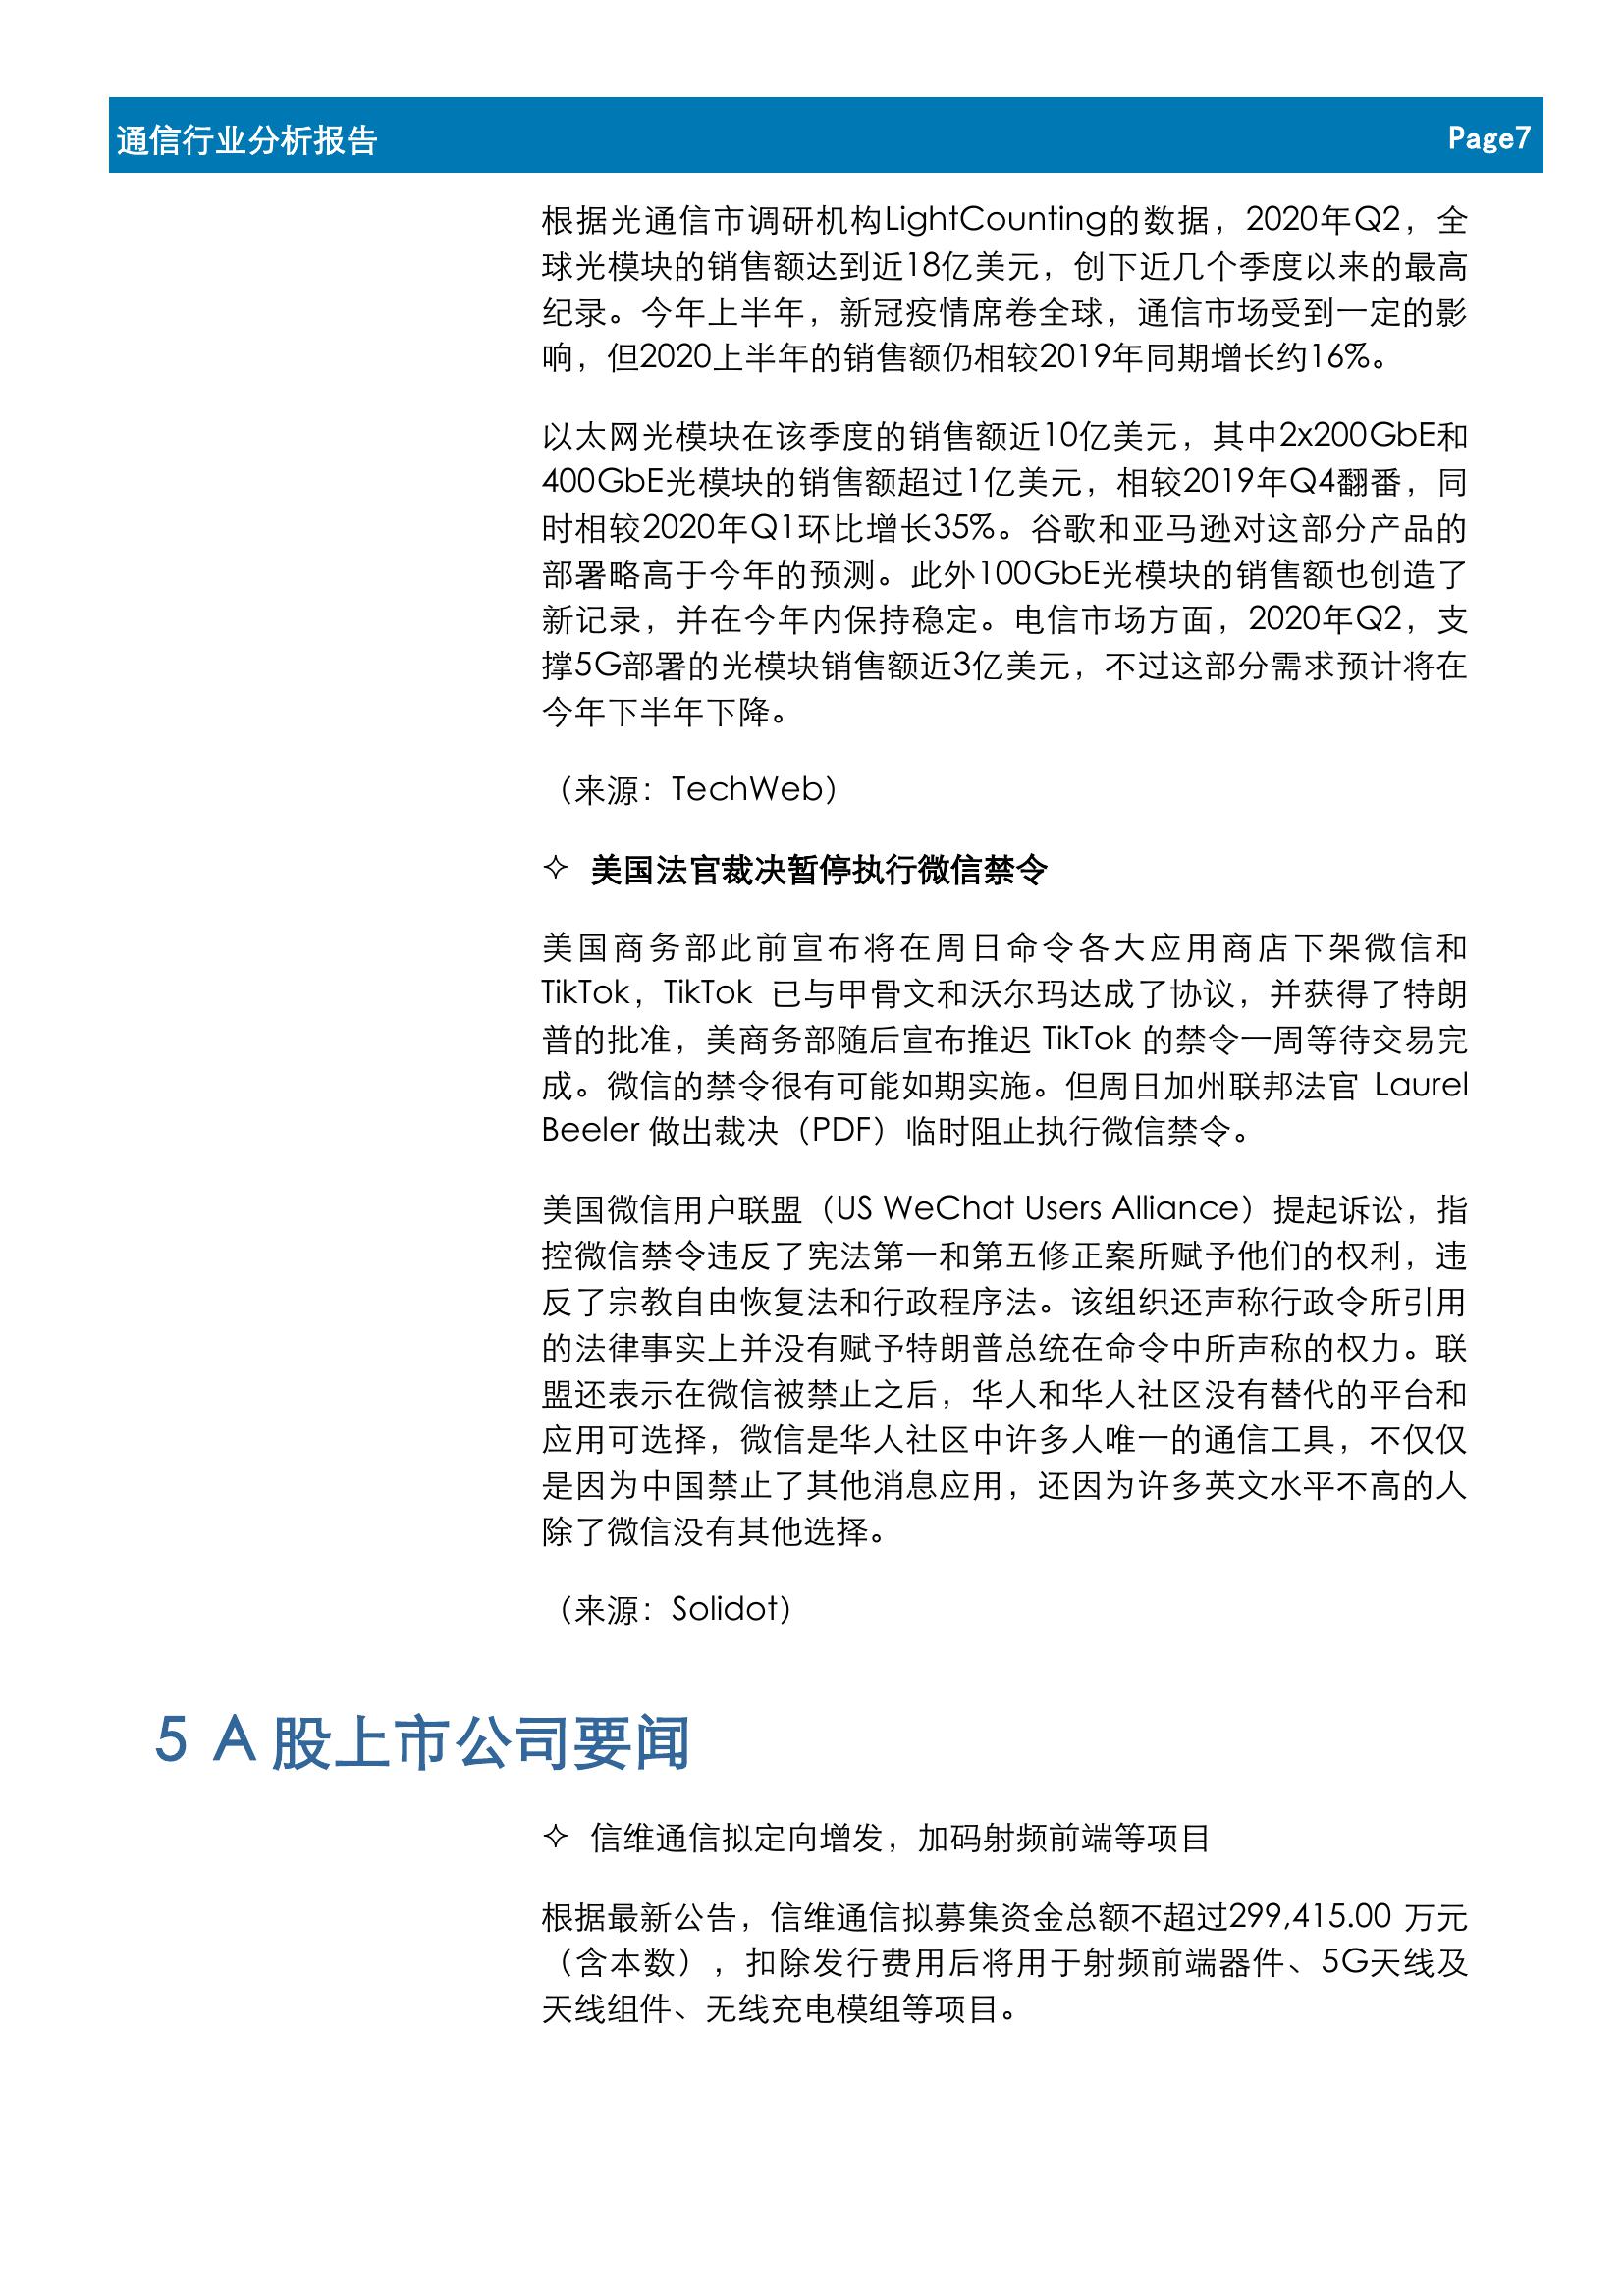 通信行业分析报告 Page7
根据光通信市调研机构LightCounting的数据，2020年Q2，全
球光模块的销售额达到近18亿美元，创下近几个季度以来的最高
纪录。今年上半年，新冠疫情席卷全球，通信市场受到一定的影
响，但2020上半年的销售额仍相较2019年同期增长约16%。
以太网光模块在该季度的销售额近10亿美元，其中2x200GbE和
400GbE光模块的销售额超过1亿美元，相较2019年Q4翻番，同
时相较2020年Q1环比增长35%。谷歌和亚马逊对这部分产品的
部署略高于今年的预测。此外100GbE光模块的销售额也创造了
新记录，并在今年内保持稳定。电信市场方面，2020年Q2，支
撑5G部署的光模块销售额近3亿美元，不过这部分需求预计将在
今年下半年下降。
（来源：TechWeb）
✧ 美国法官裁决暂停执行微信禁令
美国商务部此前宣布将在周日命令各大应用商店下架微信和
TikTok，TikTok 已与甲骨文和沃尔玛达成了协议，并获得了特朗
普的批准，美商务部随后宣布推迟 TikTok 的禁令一周等待交易完
成。微信的禁令很有可能如期实施。但周日加州联邦法官 Laurel
Beeler 做出裁决（PDF）临时阻止执行微信禁令。
美国微信用户联盟（US WeChat Users Alliance）提起诉讼，指
控微信禁令违反了宪法第一和第五修正案所赋予他们的权利，违
反了宗教自由恢复法和行政程序法。该组织还声称行政令所引用
的法律事实上并没有赋予特朗普总统在命令中所声称的权力。联
盟还表示在微信被禁止之后，华人和华人社区没有替代的平台和
应用可选择，微信是华人社区中许多人唯一的通信工具，不仅仅
是因为中国禁止了其他消息应用，还因为许多英文水平不高的人
除了微信没有其他选择。
（来源：Solidot）
5 A 股上市公司要闻
✧ 信维通信拟定向增发，加码射频前端等项目
根据最新公告，信维通信拟募集资金总额不超过299,415.00 万元
（含本数），扣除发行费用后将用于射频前端器件、5G天线及
天线组件、无线充电模组等项目。